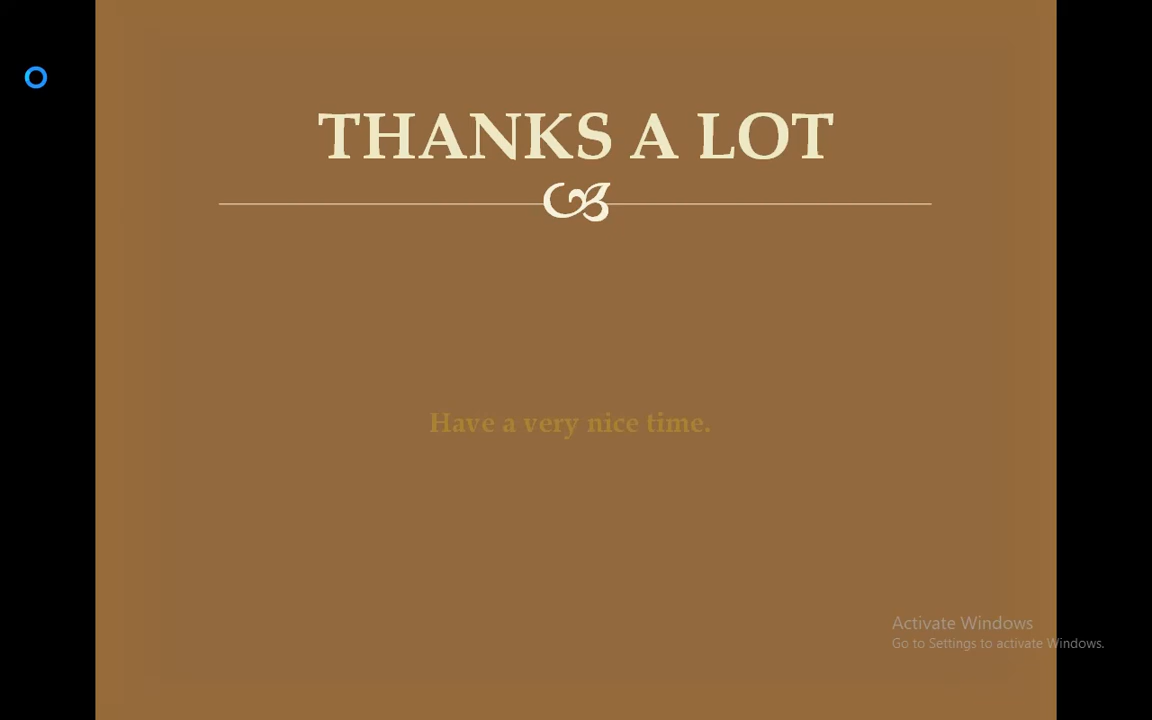 THANKS A LOT
Have a very nice time.
Activate Windows
Go to Settings to activate Windows.